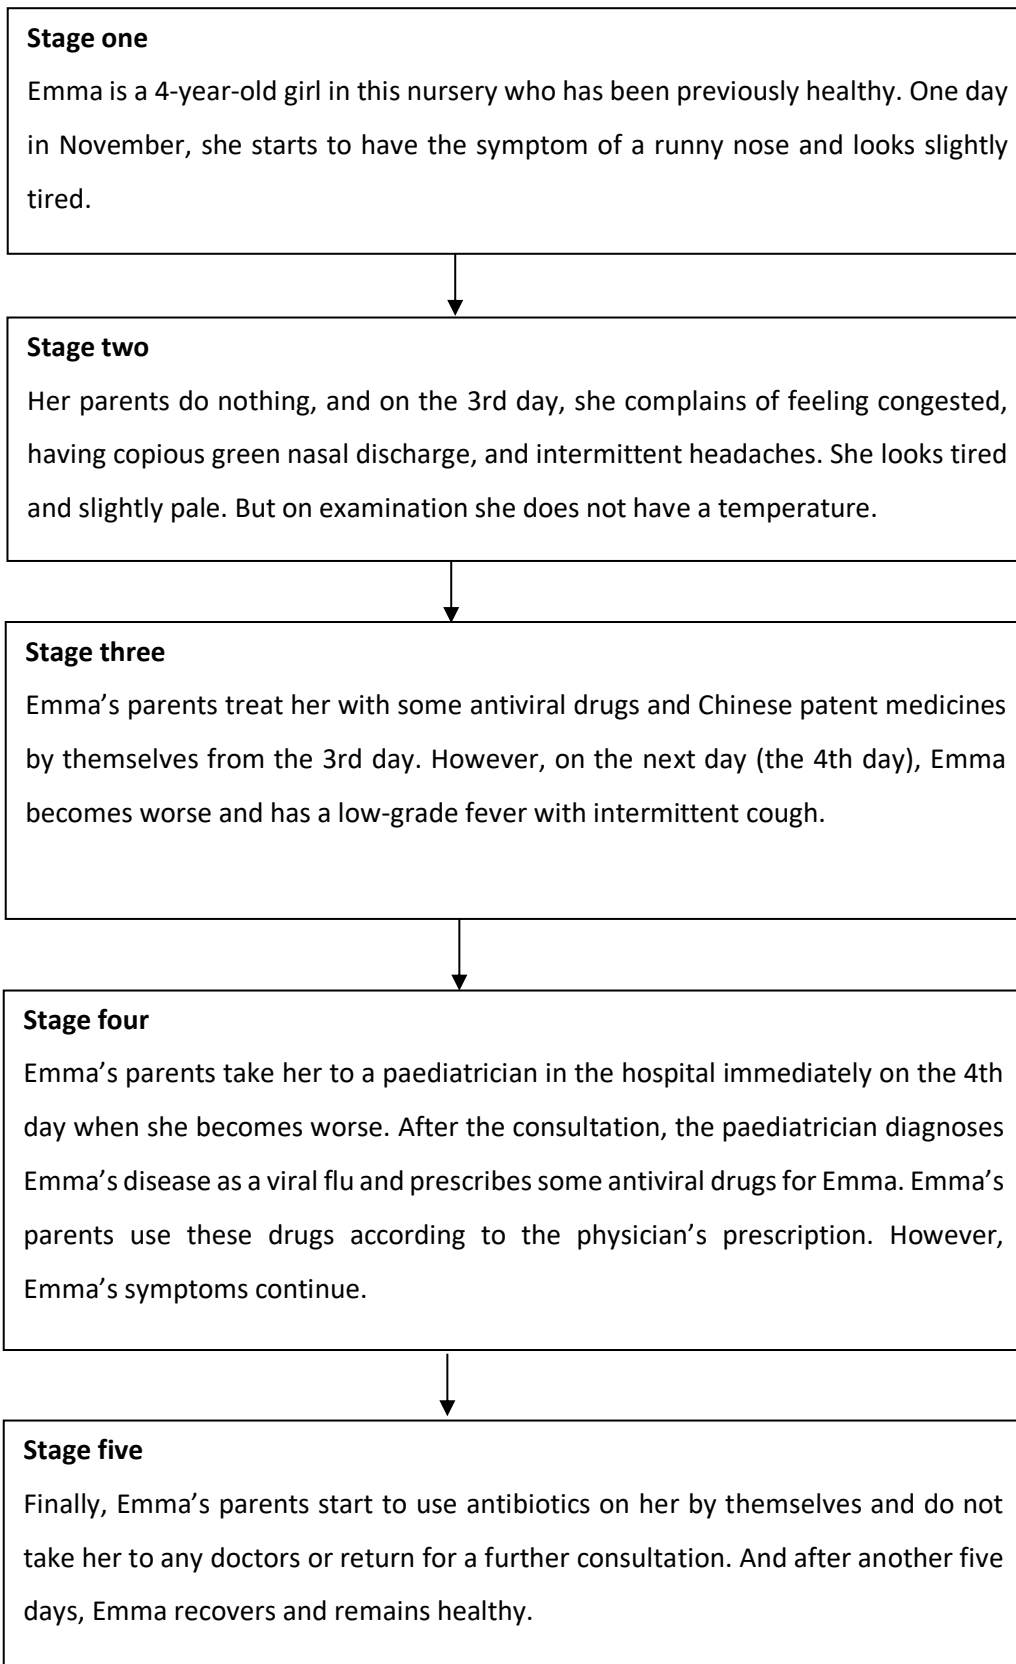 Stage one
Emma is a 4-year-old girl in this nursery who has been previously healthy. One day
in November, she starts to have the symptom of a runny nose and looks slightly
tired.
Stage two
Her parents do nothing, and on the 3rd day, she complains of feeling congested,
having copious green nasal discharge, and intermittent headaches. She looks tired
and slightly pale. But on examination she does not have a temperature.
Stage three
Emma’s parents treat her with some antiviral drugs and Chinese patent medicines
by themselves from the 3rd day. However, on the next day (the 4th day), Emma
becomes worse and has a low-grade fever with intermittent cough.
Stage four
Emma’s parents take her to a paediatrician in the hospital immediately on the 4th
day when she becomes worse. After the consultation, the paediatrician diagnoses
Emma’s disease as a viral flu and prescribes some antiviral drugs for Emma. Emma’s
parents use these drugs according to the physician’s prescription. However,
Emma’s symptoms continue.
Stage five
Finally, Emma’s parents start to use antibiotics on her by themselves and do not
take her to any doctors or return for a further consultation. And after another five
days, Emma recovers and remains healthy.